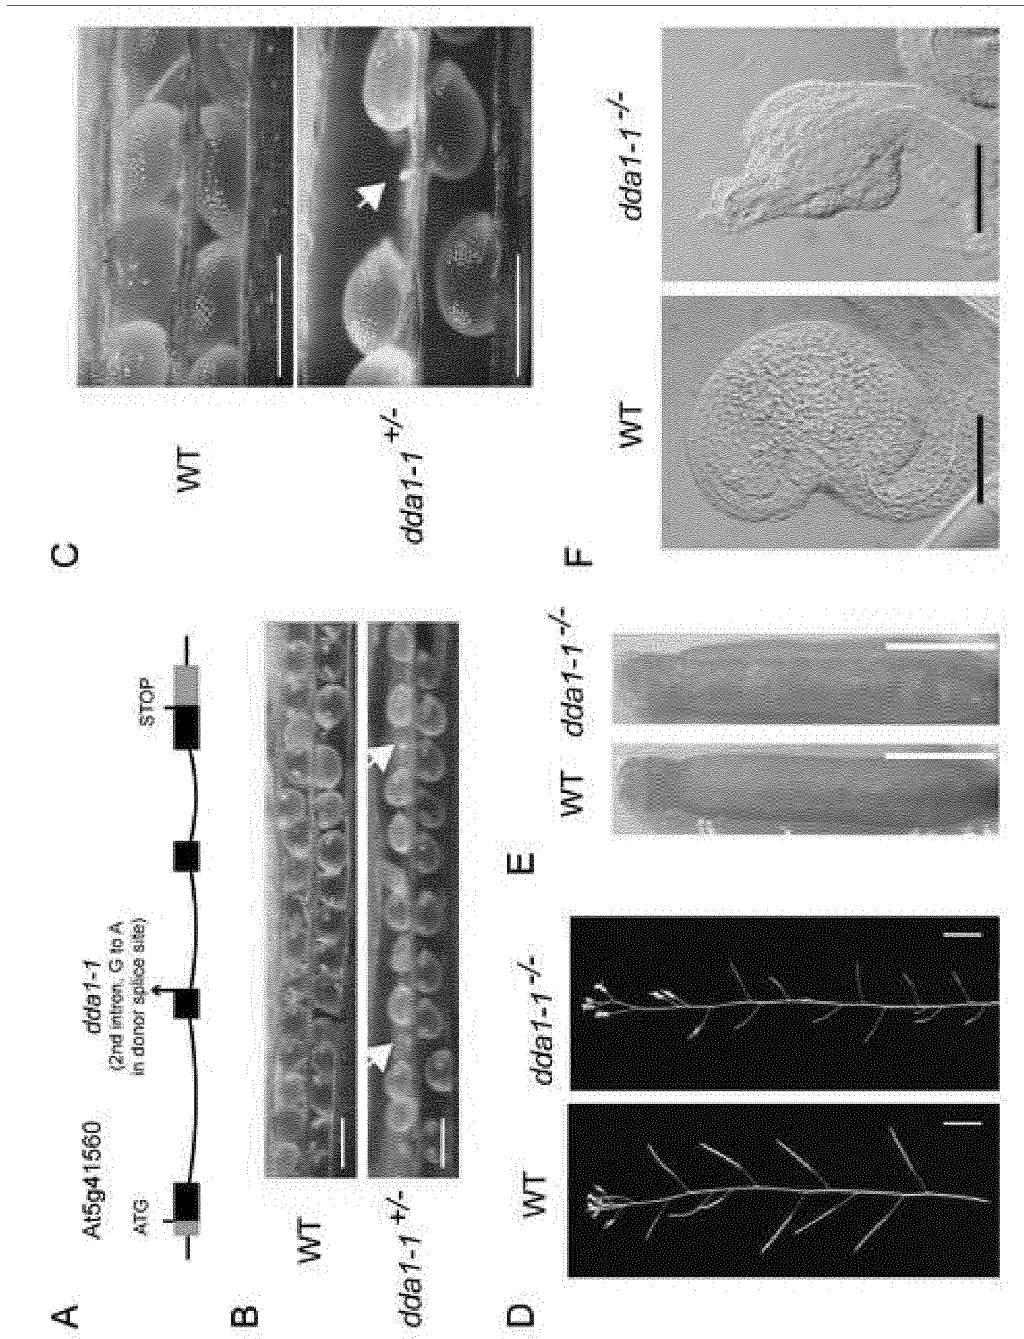 A
At5g41560
ATG
dda1-1
(2nd intron, G to A
in donor splice site)
STOP
B
WT
dda1-1+/-
C
WT
dda1-1+/-
D
WT
dda1-1-/-
E
WT
dda1-1-/-
F
WT
dda1-1-/-